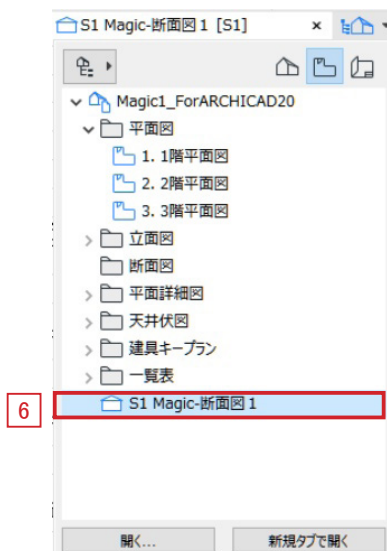 S1 Magic-断面図 1 [S1]
Magic1_ForARCHICAD20
平面図
1. 1階平面図
2. 2階平面図
3. 3階平面図
立面図
断面図
平面詳細図
天井伏図
建具キープラン
一覧表
6 S1 Magic-断面図 1
開く... 新規タブで開く